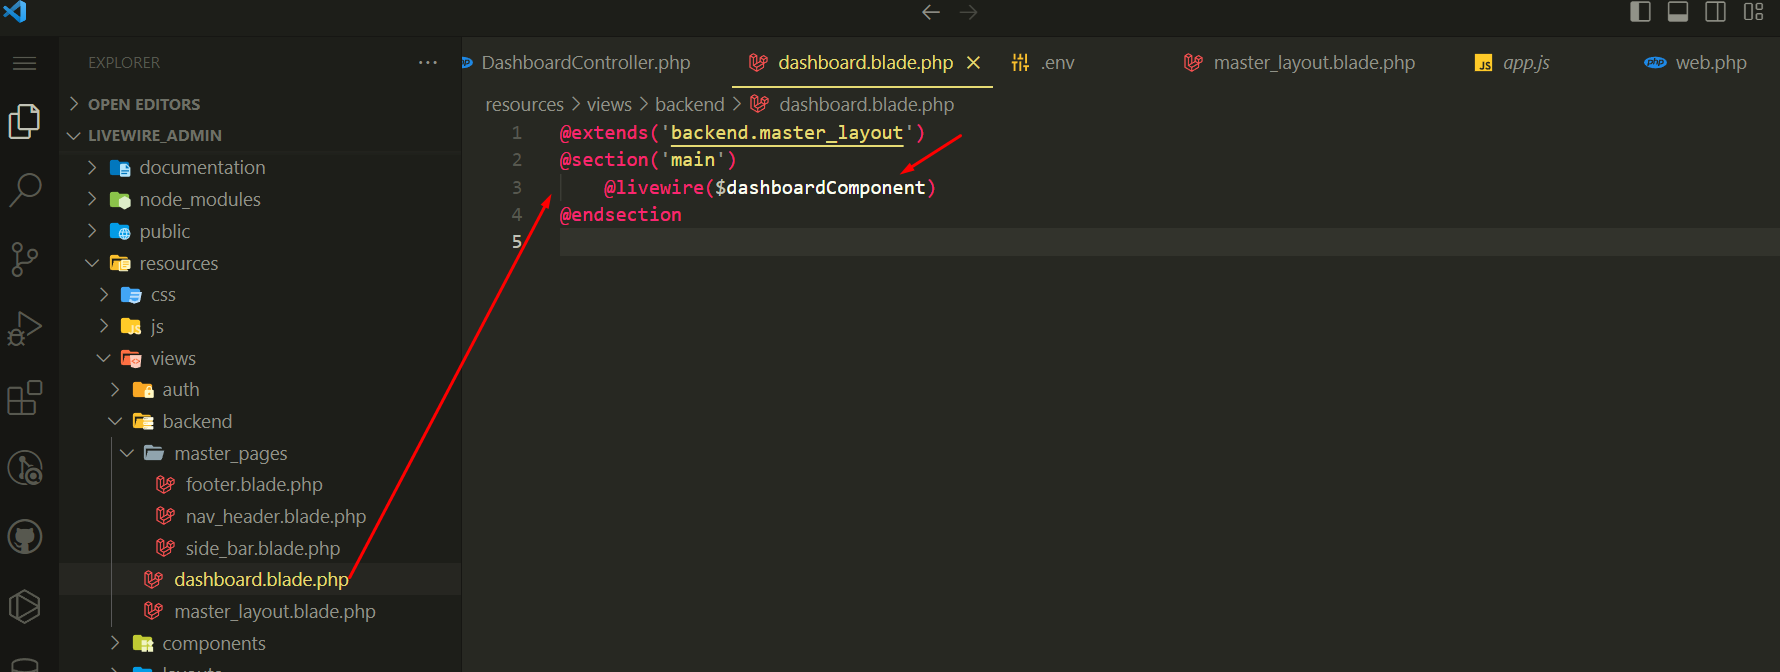 EXPLORER
OPEN EDITORS
LIVEWIRE_ADMIN
documentation
node_modules
public
resources
css
js
views
auth
backend
master_pages
footer.blade.php
nav_header.blade.php
side_bar.blade.php
dashboard.blade.php
master_layout.blade.php
components
layouts
DashboardController.php dashboard.blade.php .env master_layout.blade.php JS app.js php web.php
resources > views > backend > dashboard.blade.php
1 @extends('backend.master_layout')
2 @section('main')
3 @livewire($dashboardComponent)
4 @endsection
5